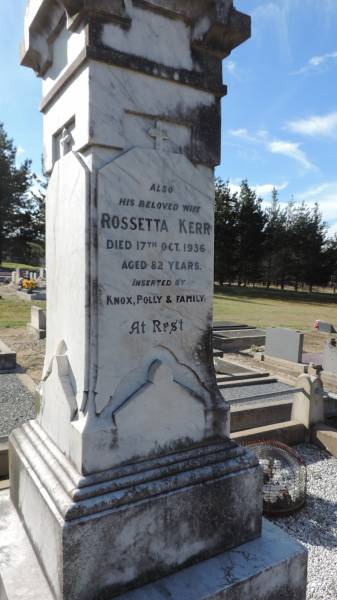 ALSO
HIS BELOVED WIFE
ROSSETTA KERR
DIED 17TH OCT. 1936
AGED 82 YEARS.
INSERTED BY
KNOX, POLLY & FAMILY.
At Rest